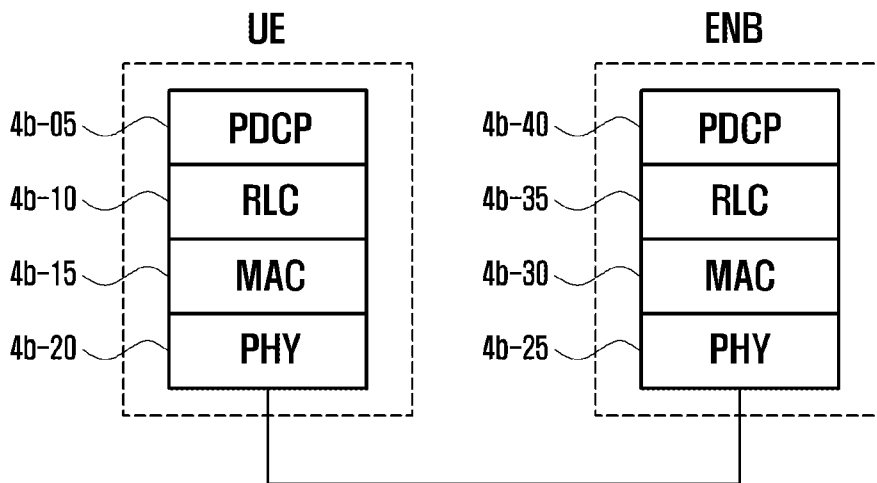 UE ENB
4b-05 PDCP 4b-40 PDCP
4b-10 RLC 4b-35 RLC
4b-15 MAC 4b-30 MAC
4b-20 PHY 4b-25 PHY